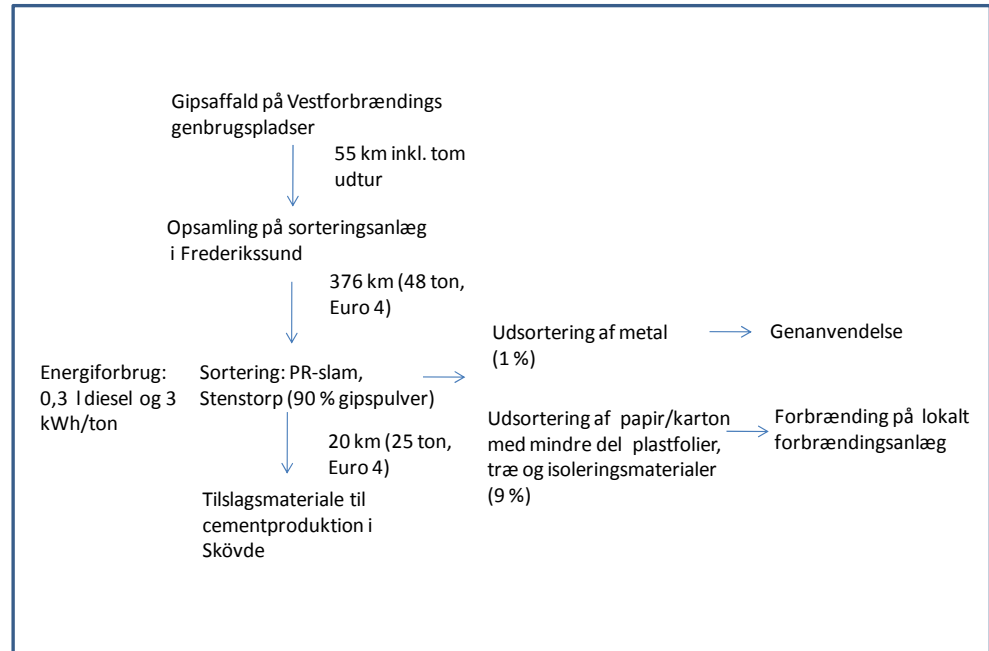 Gipsaffald på Vestforbrændings
genbrugspladser
55 km inkl. tom
udtur
Opsamling på sorteringsanlæg
i Frederikssund
376 km (48 ton,
Euro 4)
Energiforbrug:
0,3 l diesel og 3
kWh/ton
Sortering: PR-slam,
Stenstorp (90 % gipspulver)
Udsortering af metal
(1 %)
Genanvendelse
Udsortering af papir/karton
med mindre del plastfolier,
træ og isoleringsmaterialer
(9 %)
Forbrænding på lokalt
forbrændingsanlæg
20 km (25 ton,
Euro 4)
Tilslagsmateriale til
cementproduktion i
Skövde